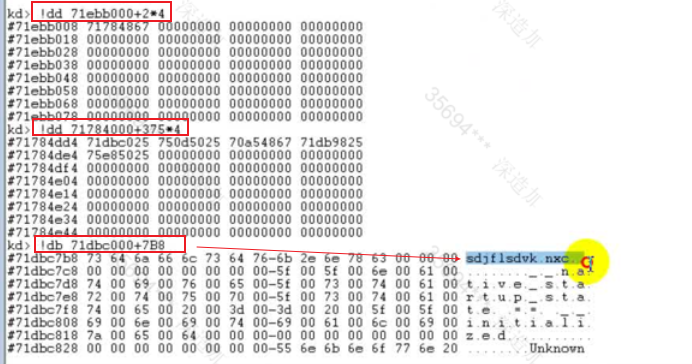 kd> !dd 71ebb000+2*4
#71ebb008 71784867 00000000 00000000 00000000
#71ebb018 00000000 00000000 00000000 00000000
#71ebb028 00000000 00000000 00000000 00000000
#71ebb038 00000000 00000000 00000000 00000000
#71ebb048 00000000 00000000 00000000 00000000
#71ebb058 00000000 00000000 00000000 00000000
#71ebb068 00000000 00000000 00000000 00000000
#71ebb078 00000000 00000000 00000000 00000000
kd> !dd 71784000+375*4
#71784dd4 71dbc025 750d5025 70a54867 71db9825
#71784de4 75e85025 00000000 00000000 00000000
#71784df4 00000000 00000000 00000000 00000000
#71784e04 00000000 00000000 00000000 00000000
#71784e14 00000000 00000000 00000000 00000000
#71784e24 00000000 00000000 00000000 00000000
#71784e34 00000000 00000000 00000000 00000000
#71784e44 00000000 00000000 00000000 00000000
kd> !db 71dbc000+7B8
#71dbc7b8 73 64 6a 66 6c 73 64 76-6b 2e 6e 78 63 00 00 00 sdjflsdvk.nxc...
#71dbc7c8 00 00 00 00 00 00 00 00-5f 00 5f 00 6e 00 61 00 ........_._.n.a.
#71dbc7d8 74 00 69 00 76 00 65 00-5f 00 73 00 74 00 61 00 t.i.v.e._.s.t.a.
#71dbc7e8 72 00 74 00 75 00 70 00-5f 00 73 00 74 00 61 00 r.t.u.p._.s.t.a.
#71dbc7f8 74 00 65 00 20 00 3d 00-3d 00 20 00 5f 00 5f 00 t.e. .=.=. ._._.
#71dbc808 69 00 6e 00 69 00 74 00-69 00 61 00 6c 00 69 00 i.n.i.t.i.a.l.i.
#71dbc818 7a 00 65 00 64 00 00 00-00 00 00 00 00 00 00 00 z.e.d...........
#71dbc828 00 00 00 00 00 00 00 00-55 6e 6b 6e 6f 77 6e 20 ........Unknown
深造加
35694***
深造加